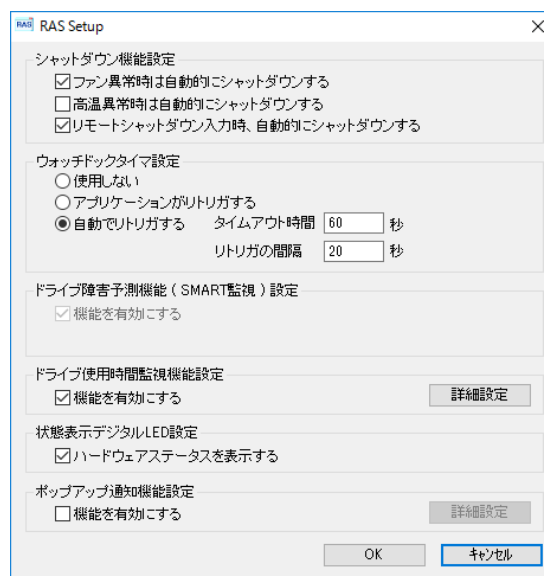 RAS RAS Setup
シャットダウン機能設定
ファン異常時は自動的にシャットダウンする
高温異常時は自動的にシャットダウンする
リモートシャットダウン入力時、自動的にシャットダウンする
ウォッチドックタイマ設定
使用しない
アプリケーションがリトリガする
自動でリトリガする タイムアウト時間 60 秒
リトリガの間隔 20 秒
ドライブ障害予測機能 ( SMART監視 ) 設定
機能を有効にする
ドライブ使用時間監視機能設定
機能を有効にする 詳細設定
状態表示デジタルLED設定
ハードウェアステータスを表示する
ポップアップ通知機能設定
機能を有効にする 詳細設定
OK キャンセル